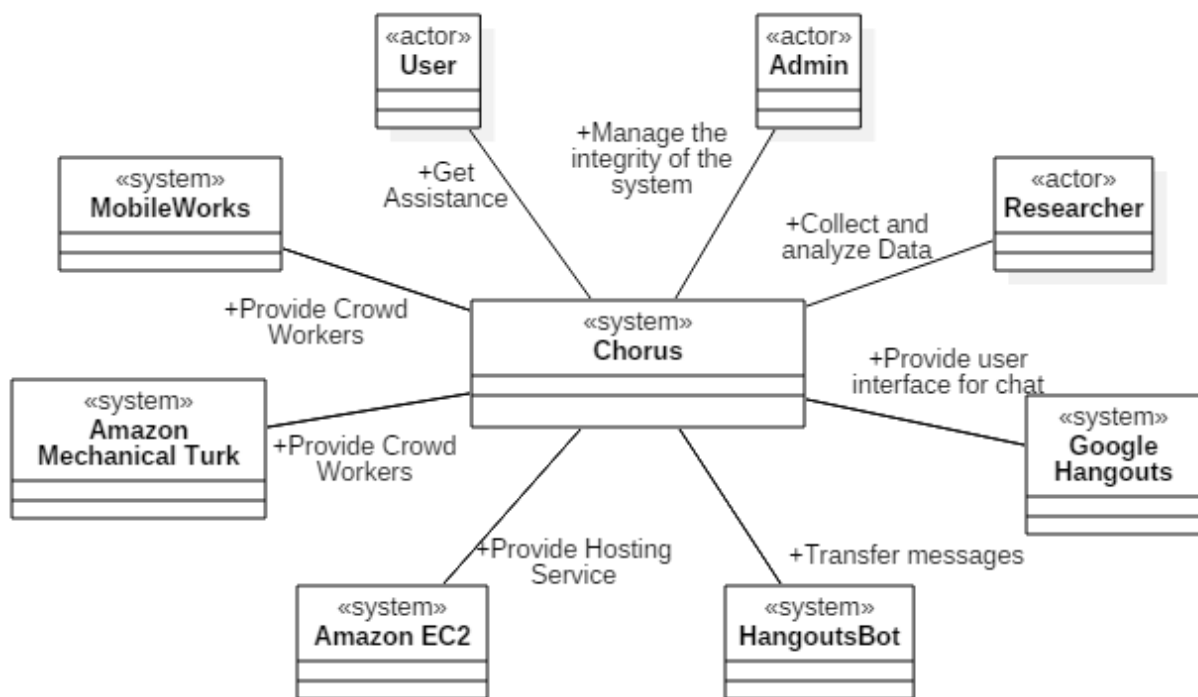 «actor»
User
«actor»
Admin
+Get
Assistance
+Manage the
integrity of the
system
«system»
MobileWorks
«actor»
Researcher
+Collect and
analyze Data
+Provide Crowd
Workers
«system»
Chorus
+Provide user
interface for chat
«system»
Amazon
Mechanical Turk
+Provide Crowd
Workers
«system»
Google
Hangouts
+Provide Hosting
Service
+Transfer messages
«system»
Amazon EC2
«system»
HangoutsBot